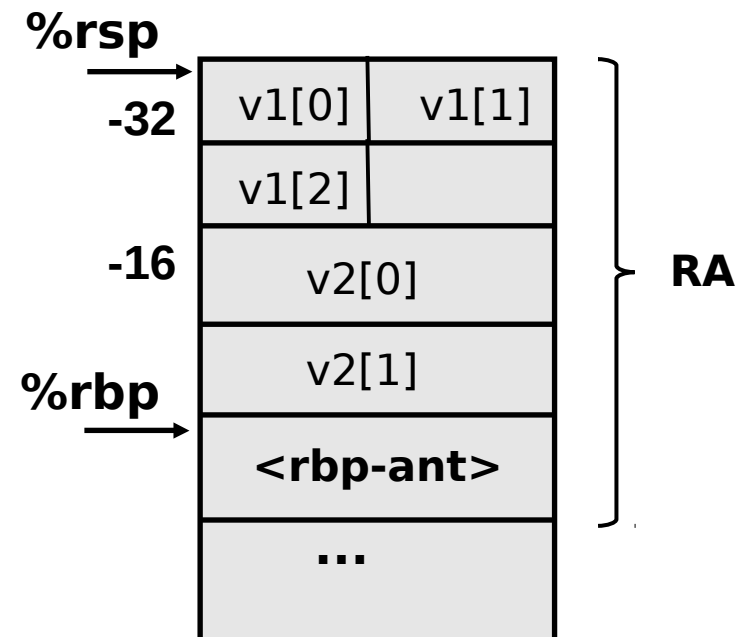 %rsp
-32
v1[0] v1[1]
v1[2]
-16
v2[0]
RA
v2[1]
%rbp
<rbp-ant>
...